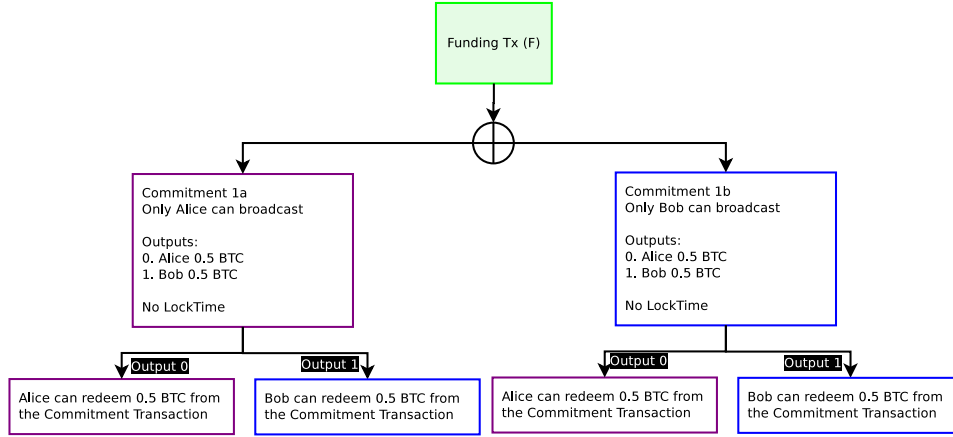 Funding Tx (F)
Commitment 1a
Only Alice can broadcast
Outputs:
0. Alice 0.5 BTC
1. Bob 0.5 BTC
No LockTime
Commitment 1b
Only Bob can broadcast
Outputs:
0. Alice 0.5 BTC
1. Bob 0.5 BTC
No LockTime
Output 0
Output 1
Output 0
Output 1
Alice can redeem 0.5 BTC from
the Commitment Transaction
Bob can redeem 0.5 BTC from
the Commitment Transaction
Alice can redeem 0.5 BTC from
the Commitment Transaction
Bob can redeem 0.5 BTC from
the Commitment Transaction